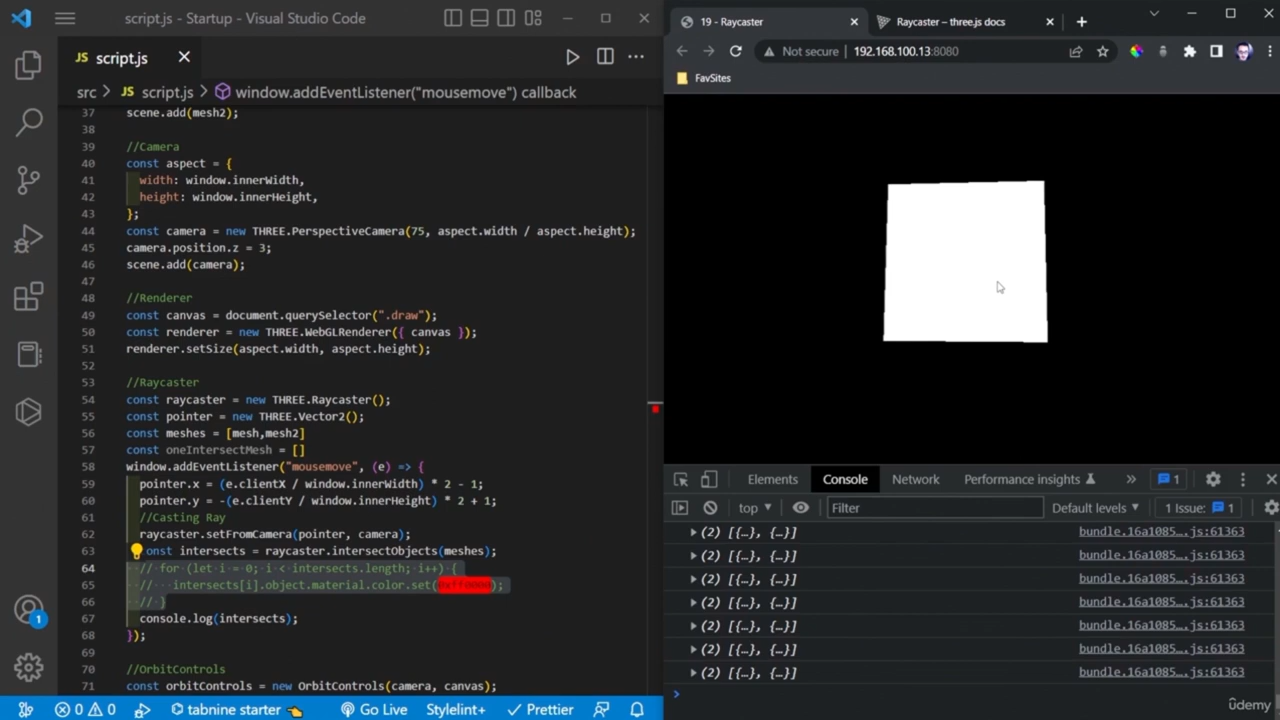 script.js - Startup - Visual Studio Code
JS script.js
src > JS script.js > window.addEventListener("mousemove") callback
37 scene.add(mesh2);
38
39 //Camera
40 const aspect = {
41 width: window.innerWidth,
42 height: window.innerHeight,
43 };
44 const camera = new THREE.PerspectiveCamera(75, aspect.width / aspect.height);
45 camera.position.z = 3;
46 scene.add(camera);
47
48 //Renderer
49 const canvas = document.querySelector(".draw");
50 const renderer = new THREE.WebGLRenderer({ canvas });
51 renderer.setSize(aspect.width, aspect.height);
52
53 //Raycaster
54 const raycaster = new THREE.Raycaster();
55 const pointer = new THREE.Vector2();
56 const meshes = [mesh,mesh2]
57 const oneIntersectMesh = []
58 window.addEventListener("mousemove", (e) => {
59 pointer.x = (e.clientX / window.innerWidth) * 2 - 1;
60 pointer.y = -(e.clientY / window.innerHeight) * 2 + 1;
61 //Casting Ray
62 raycaster.setFromCamera(pointer, camera);
63 onst intersects = raycaster.intersectObjects(meshes);
64 // for (let i = 0; i < intersects.length; i++) {
65 // intersects[i].object.material.color.set();
66 // }
67 console.log(intersects);
68 });
69
70 //OrbitControls
71 const orbitControls = new OrbitControls(camera, canvas);
1
0 0 tabnine starter Go Live Stylelint+ Prettier
19 - Raycaster
Raycaster – three.js docs
Not secure 192.168.100.13:8080
FavSites
Elements Console Network Performance insights » 1
top Filter Default levels 1 Issue: 1
(2) [{…}, {…}] bundle.16a1085….js:61363
(2) [{…}, {…}] bundle.16a1085….js:61363
(2) [{…}, {…}] bundle.16a1085….js:61363
(2) [{…}, {…}] bundle.16a1085….js:61363
(2) [{…}, {…}] bundle.16a1085….js:61363
(2) [{…}, {…}] bundle.16a1085….js:61363
(2) [{…}, {…}] bundle.16a1085….js:61363
ûdemy